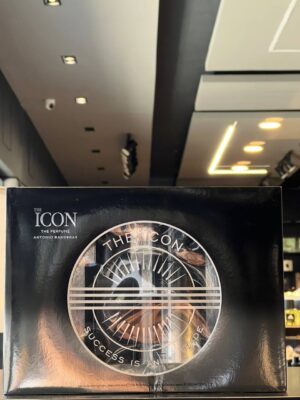 THE
ICON
THE PERFUME
ANTONIO BANDERAS
THE ICON
SUCCESS IS